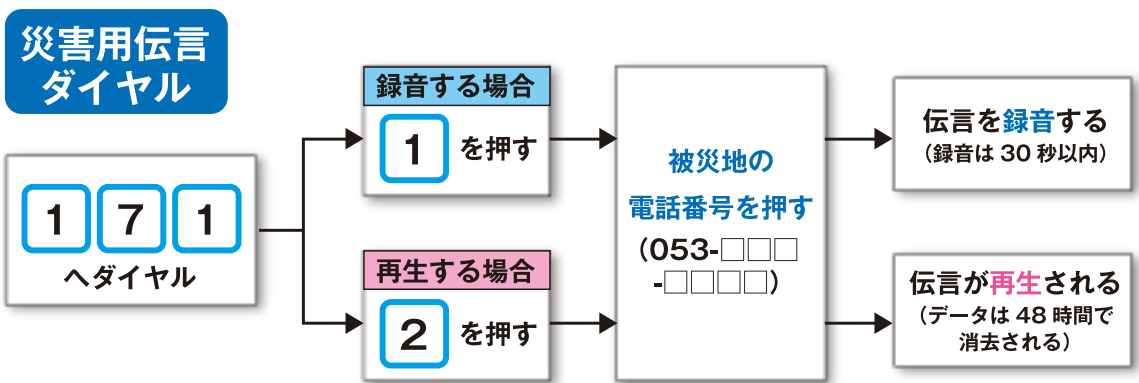 災害用伝言
ダイヤル
1 7 1
へダイヤル
録音する場合
1 を押す
再生する場合
2 を押す
被災地の
電話番号を押す
(053-□□□
-□□□□)
伝言を録音する
(録音は 30 秒以内)
伝言が再生される
(データは 48 時間で
消去される)